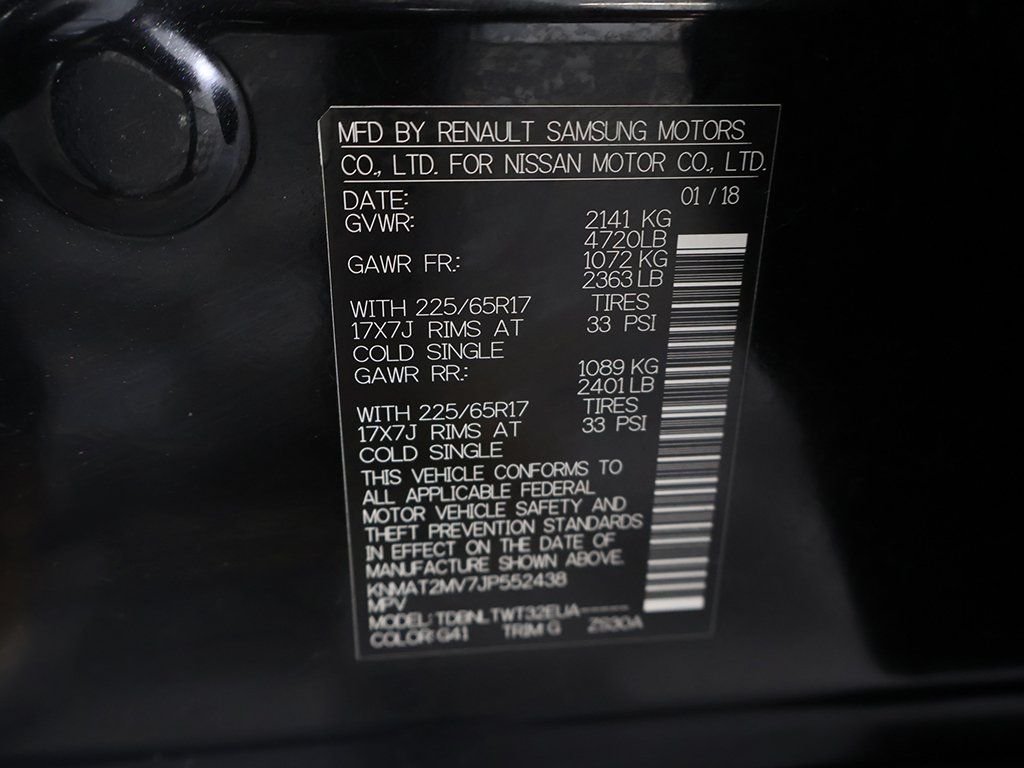 MFD BY RENAULT SAMSUNG MOTORS
CO., LTD. FOR NISSAN MOTOR CO., LTD.
DATE: 01 / 18
GVWR: 2141 KG
4720LB
GAWR FR.: 1072 KG
2363 LB
WITH 225/65R17 TIRES
17X7J RIMS AT 33 PSI
COLD SINGLE
GAWR RR.: 1089 KG
2401 LB
WITH 225/65R17 TIRES
17X7J RIMS AT 33 PSI
COLD SINGLE
THIS VEHICLE CONFORMS TO
ALL APPLICABLE FEDERAL
MOTOR VEHICLE SAFETY AND
THEFT PREVENTION STANDARDS
IN EFFECT ON THE DATE OF
MANUFACTURE SHOWN ABOVE.
KNMAT2MV7JP552438
MPV
MODEL: TDBNLTWT32EUA-----
COLOR: G41 TRIM G ZS30A